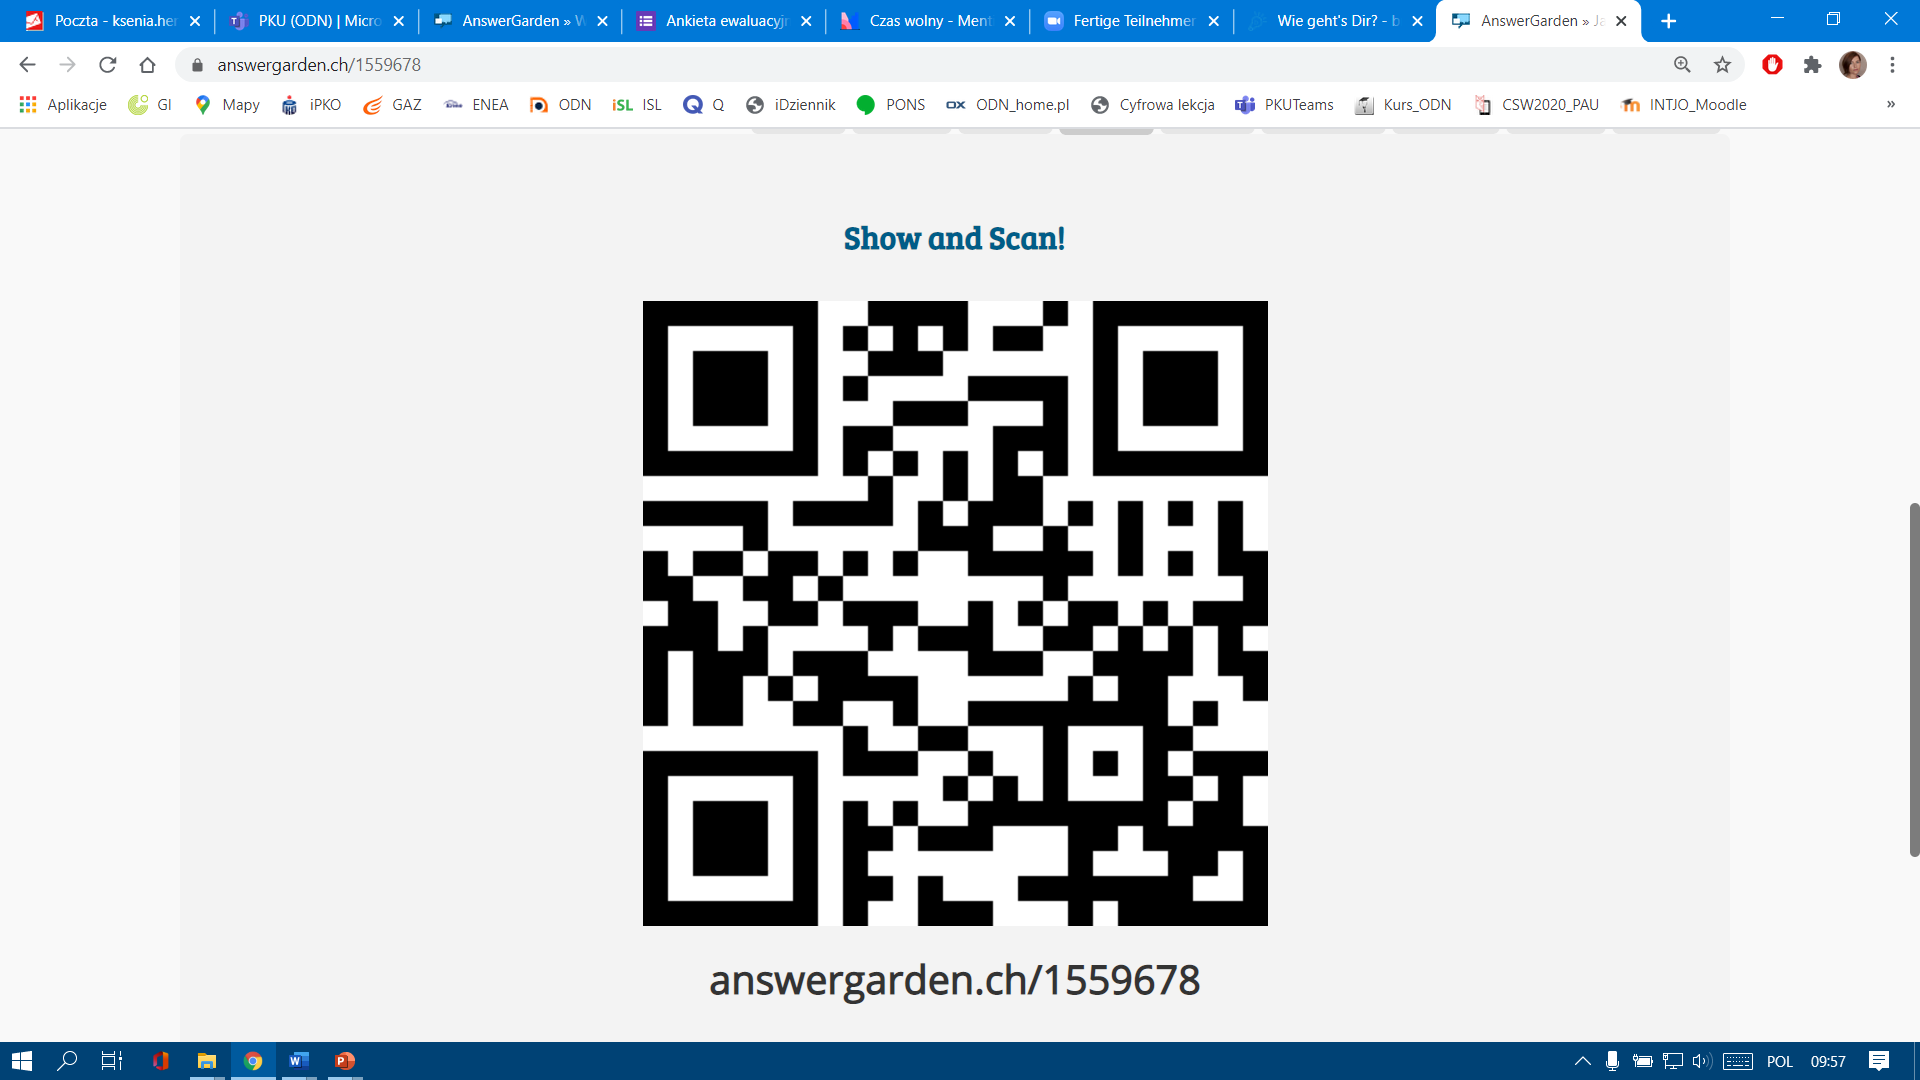 Poczta - ksenia.her
PKU (ODN) | Micro
AnswerGarden » W
Ankieta ewaluacyjn
Czas wolny - Ment
Fertige Teilnehmer
Wie geht's Dir? - b
AnswerGarden » Ja
answergarden.ch/1559678
Aplikacje GI Mapy iPKO GAZ ENEA ODN ISL Q iDziennik PONS ODN_home.pl Cyfrowa lekcja PKUTeams Kurs_ODN CSW2020_PAU INTJO_Moodle »
Show and Scan!
answergarden.ch/1559678
POL 09:57